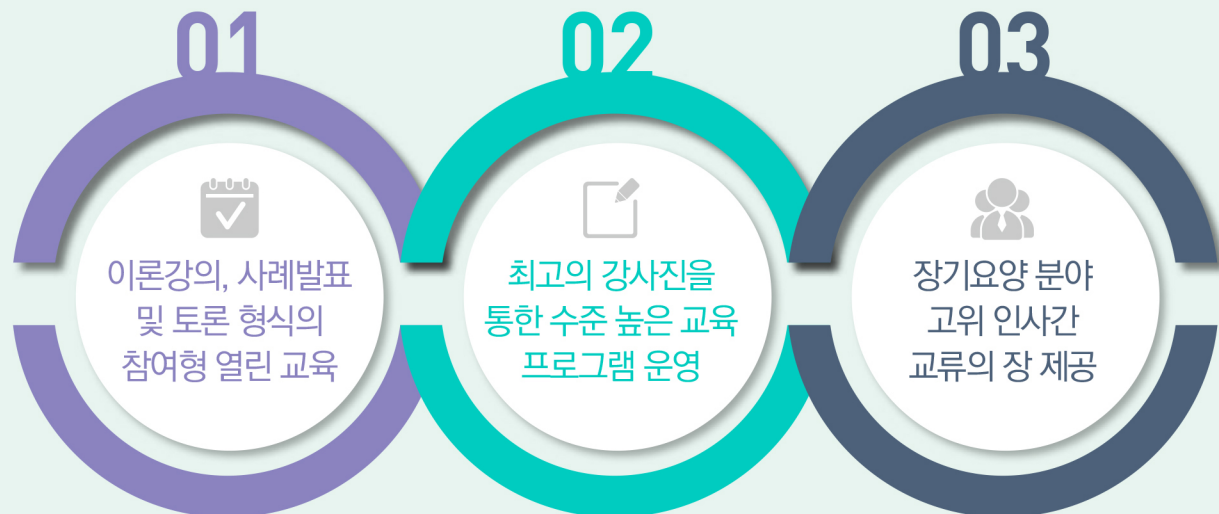 01
이론강의, 사례발표
및 토론 형식의
참여형 열린 교육
02
최고의 강사진을
통한 수준 높은 교육
프로그램 운영
03
장기요양 분야
고위 인사간
교류의 장 제공